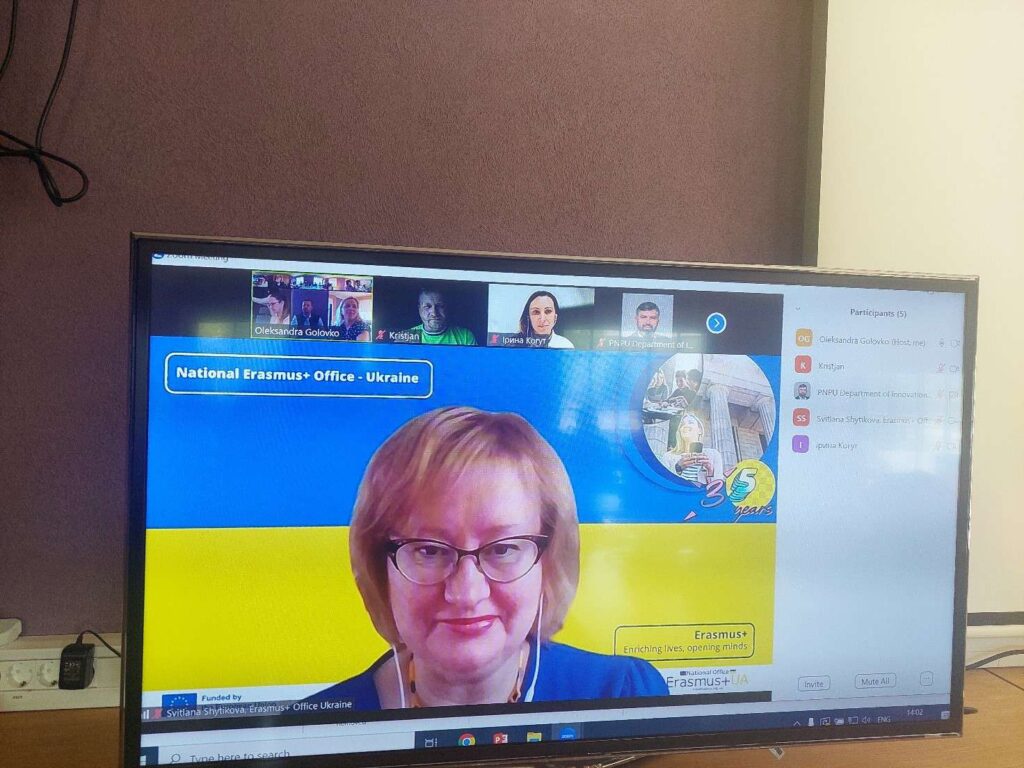 Zoom Meeting
Oleksandra Golovko
Kristjan
Ірина Когут
PNPU Department of I...
National Erasmus+ Office - Ukraine
35
years
Erasmus+
Enriching lives, opening minds
National Office
Erasmus+UA
Funded by
Svitlana Shytikova, Erasmus+ Office Ukraine
Participants (5)
OG Oleksandra Golovko (Host, me)
K Kristjan
PNPU Department of Innovation...
SS Svitlana Shytikova, Erasmus+ Off...
І Ірина Когут
Invite
Mute All
Type here to search
ENG
14:02